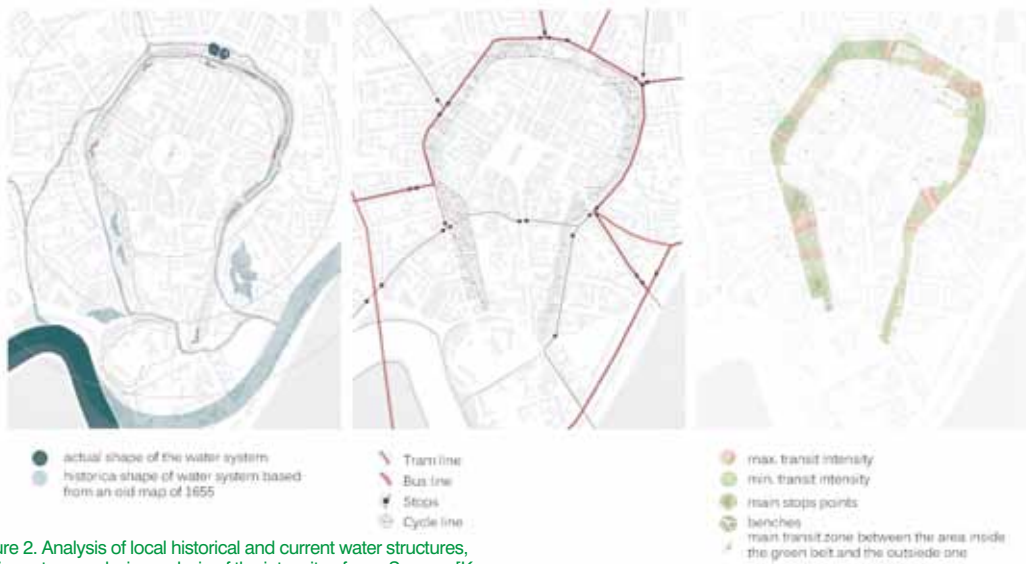 actual shape of the water system
historica shape of water system based
from an old map of 1655
Tram line
Bus line
Stops
Cycle line
max. transit intensity
min. transit intensity
main stops points
benches
main transit zone between the area inside
the green belt and the outsiede one
ure 2. Analysis of local historical and current water structures,